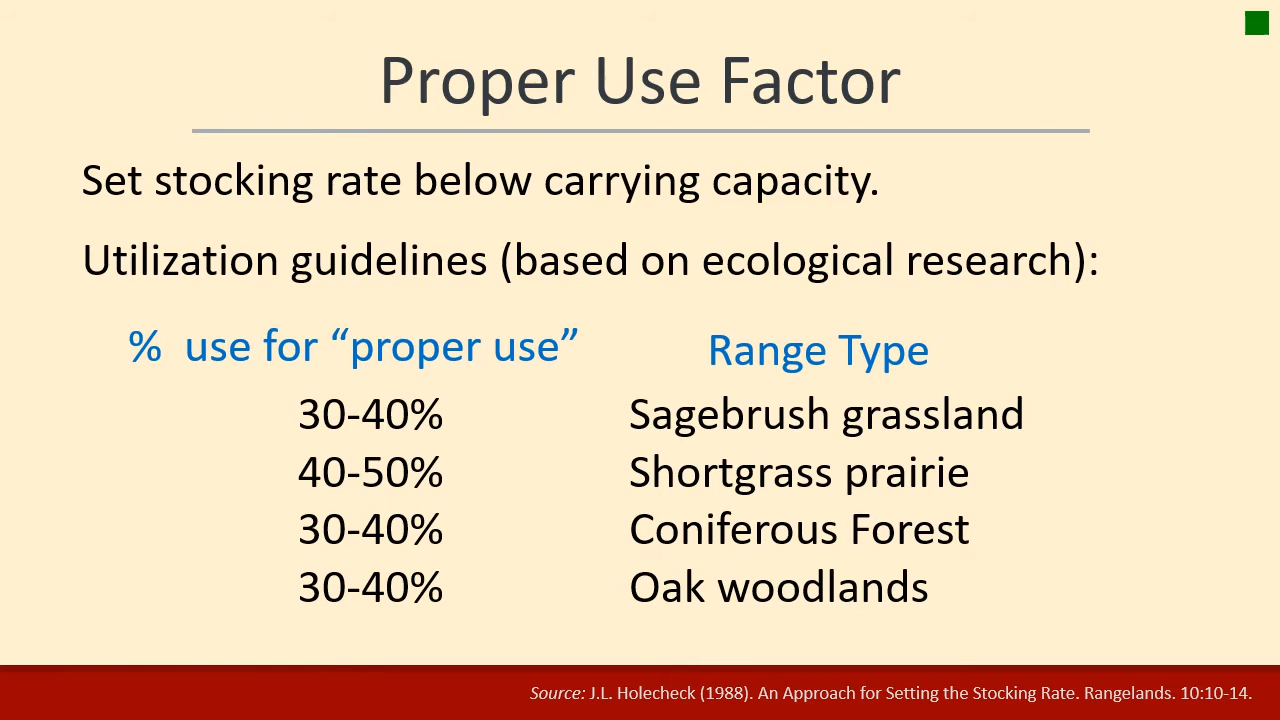 Proper Use Factor
Set stocking rate below carrying capacity.
Utilization guidelines (based on ecological research):
% use for “proper use” Range Type
30-40% Sagebrush grassland
40-50% Shortgrass prairie
30-40% Coniferous Forest
30-40% Oak woodlands
Source: J.L. Holecheck (1988). An Approach for Setting the Stocking Rate. Rangelands. 10:10-14.